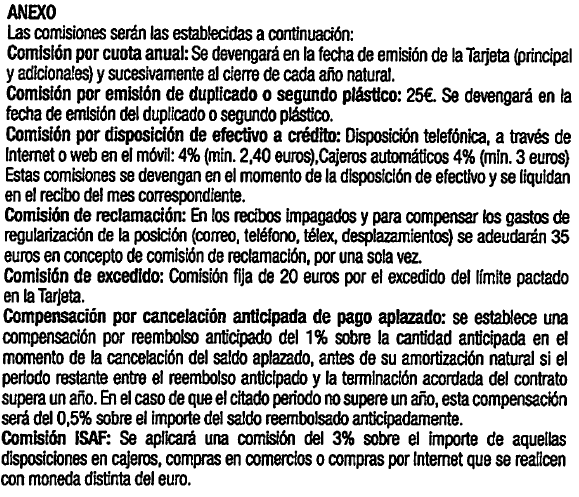 ANEXO
Las comisiones serán las establecidas a continuación:
Comisión por cuota anual: Se devengará en la fecha de emisión de la Tarjeta (principal
y adicionales) y sucesivamente al cierre de cada año natural.
Comisión por emisión de duplicado o segundo plástico: 25€. Se devengará en la
fecha de emisión del duplicado o segundo plástico.
Comisión por disposición de efectivo a crédito: Disposición telefónica, a través de
Internet o web en el móvil: 4% (min. 2,40 euros),Cajeros automáticos 4% (min. 3 euros)
Estas comisiones se devengan en el momento de la disposición de efectivo y se liquidan
en el recibo del mes correspondiente.
Comisión de reclamación: En los recibos impagados y para compensar los gastos de
regularización de la posición (correo, teléfono, télex, desplazamientos) se adeudarán 35
euros en concepto de comisión de reclamación, por una sola vez.
Comisión de excedido: Comisión fija de 20 euros por el excedido del límite pactado
en la Tarjeta.
Compensación por cancelación anticipada de pago aplazado: se establece una
compensación por reembolso anticipado del 1% sobre la cantidad anticipada en el
momento de la cancelación del saldo aplazado, antes de su amortización natural si el
periodo restante entre el reembolso anticipado y la terminación acordada del contrato
supera un año. En el caso de que el citado periodo no supere un año, esta compensación
será del 0,5% sobre el importe del saldo reembolsado anticipadamente.
Comisión ISAF: Se aplicará una comisión del 3% sobre el importe de aquellas
disposiciones en cajeros, compras en comercios o compras por Internet que se realicen
con moneda distinta del euro.